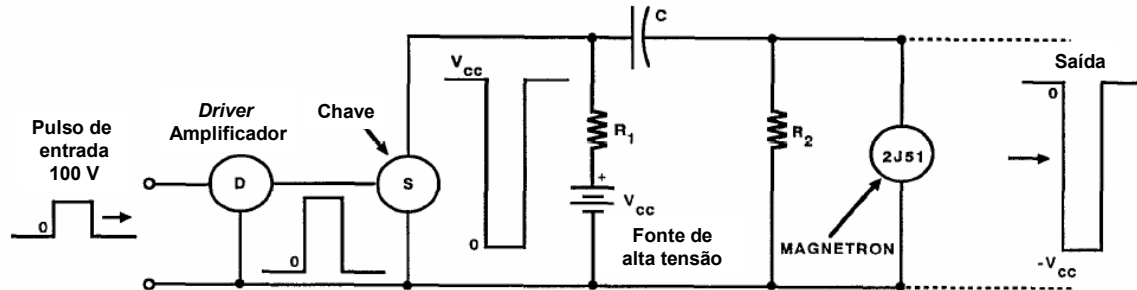 Pulso de
entrada
100 V
0
Driver
Amplificador
D
0
Chave
S
Vcc
0
C
R1
+
Vcc
Fonte de
alta tensão
R2
2J51
MAGNETRON
Saída
0
-Vcc